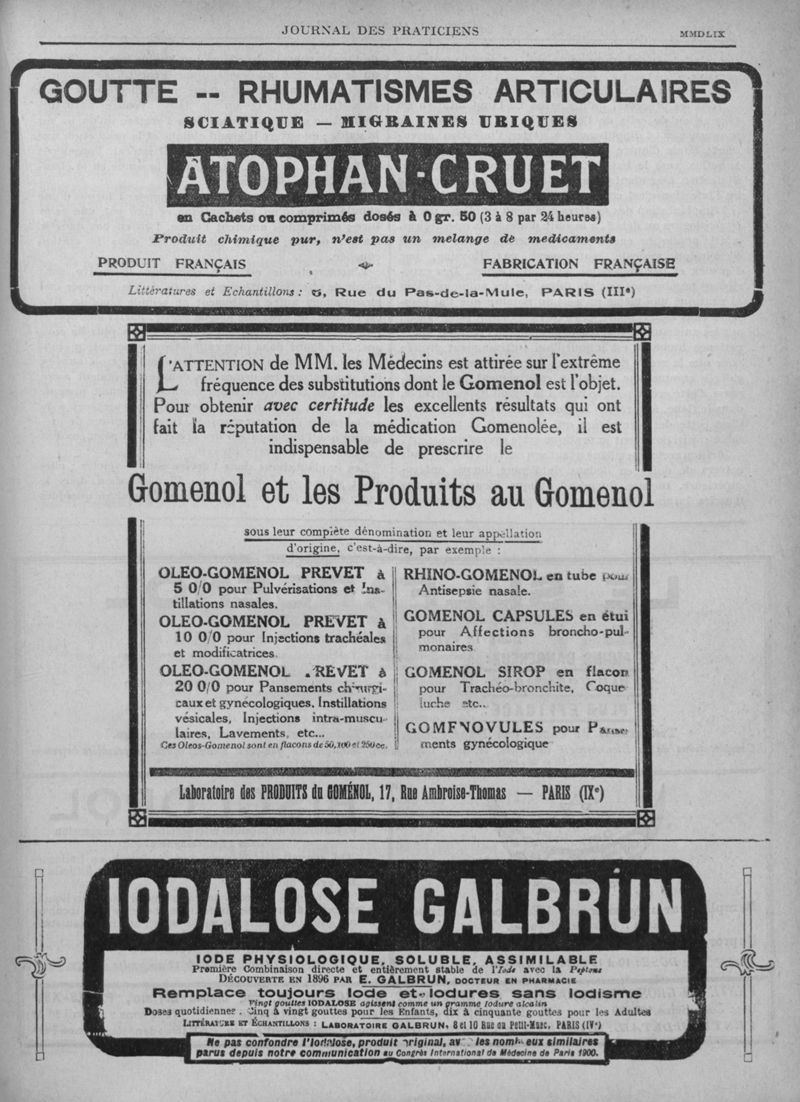 JOURNAL DES PRATICIENS
MMDLIX
GOUTTE -- RHUMATISMES ARTICULAIRES
SCIATIQUE — MIGRAINES URIQUES
ATOPHAN-CRUET
en Cachets ou comprimés dosés à 0 gr. 50 (3 à 8 par 24 heures)
Produit chimique pur, n'est pas un melange de medicaments
PRODUIT FRANÇAIS
FABRICATION FRANÇAISE
Littératures et Echantillons : 6, Rue du Pas-de-la-Mule, PARIS (IIIe)
L'ATTENTION de MM. les Médecins est attirée sur l'extrême
fréquence des substitutions dont le Gomenol est l'objet.
Pour obtenir avec certitude les excellents résultats qui ont
fait la réputation de la médication Gomenolée, il est
indispensable de prescrire le
Gomenol et les Produits au Gomenol
sous leur complète dénomination et leur appellation
d'origine, c'est-à-dire, par exemple :
OLEO-GOMENOL PREVET à
5 0/0 pour Pulvérisations et Ins-
tillations nasales.
OLEO-GOMENOL PREVET à
10 0/0 pour Injections trachéales
et modificatrices.
OLEO-GOMENOL PREVET à
20 0/0 pour Pansements chirurgi-
caux et gynécologiques, Instillations
vésicales, Injections intra-muscu-
laires, Lavements, etc...
Ces Oleos-Gomenol sont en flacons de 50, 100 et 250 cc.
RHINO-GOMENOL en tube pour
Antisepsie nasale.
GOMENOL CAPSULES en étui
pour Affections broncho-pul-
monaires.
GOMENOL SIROP en flacon
pour Trachéo-bronchite, Coque
luche etc..
GOMENOVULES pour Panse
ments gynécologique
Laboratoire des PRODUITS du GOMÉNOL, 17, Rue Ambroise-Thomas — PARIS (IXe)
IODALOSE GALBRUN
IODE PHYSIOLOGIQUE, SOLUBLE, ASSIMILABLE
Première Combinaison directe et entièrement stable de l'Iode avec la Peptone
DÉCOUVERTE EN 1896 PAR E. GALBRUN, DOCTEUR EN PHARMACIE
Remplace toujours Iode et Iodures sans Iodisme
Vingt gouttes IODALOSE agissent comme un gramme Iodure alcalin
Doses quotidiennes : Cinq à vingt gouttes pour les Enfants, dix à cinquante gouttes pour les Adultes
LITTÉRATURE ET ÉCHANTILLONS : LABORATOIRE GALBRUN, 8 et 10 Rue du Petit-Musc, PARIS (IVe)
Ne pas confondre l'Iodalose, produit original, avec les nombreux similaires
parus depuis notre communication au Congrès International de Médecine de Paris 1900.